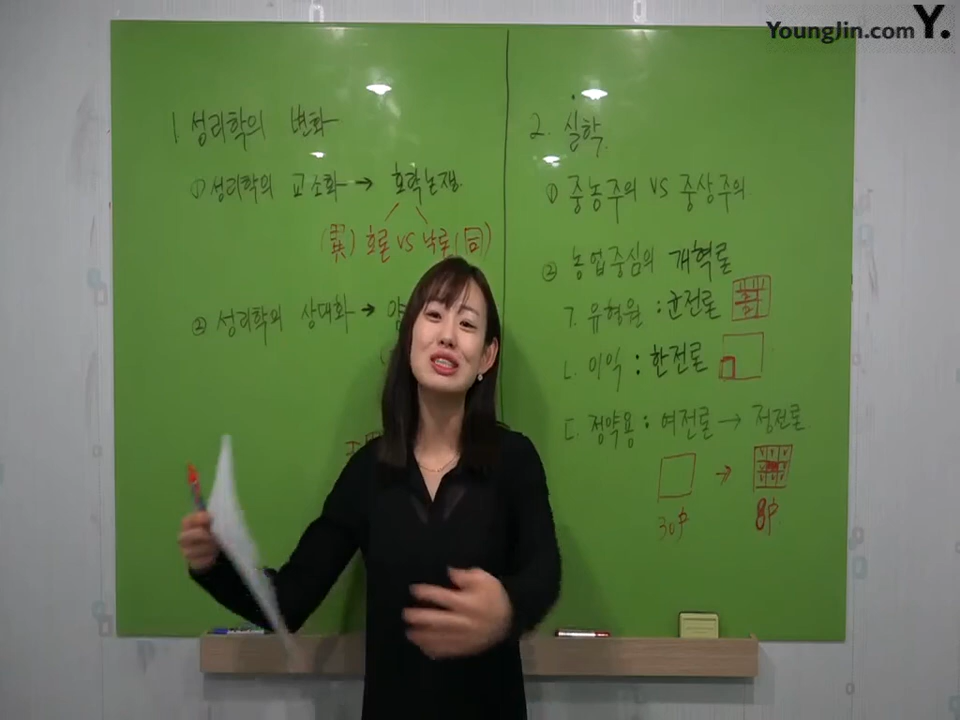 YoungJin.com Y.
1. 성리학의 변화
① 성리학의 교조화 → 호락논쟁.
(異) 호론 vs 낙론 (同)
② 성리학의 상대화 →
2. 실학.
① 중농주의 vs 중상주의
② 농업중심의 개혁론
ㄱ. 유형원 : 균전론
ㄴ. 이익 : 한전론
ㄷ. 정약용 : 여전론 → 정전론.
→
30户 8户